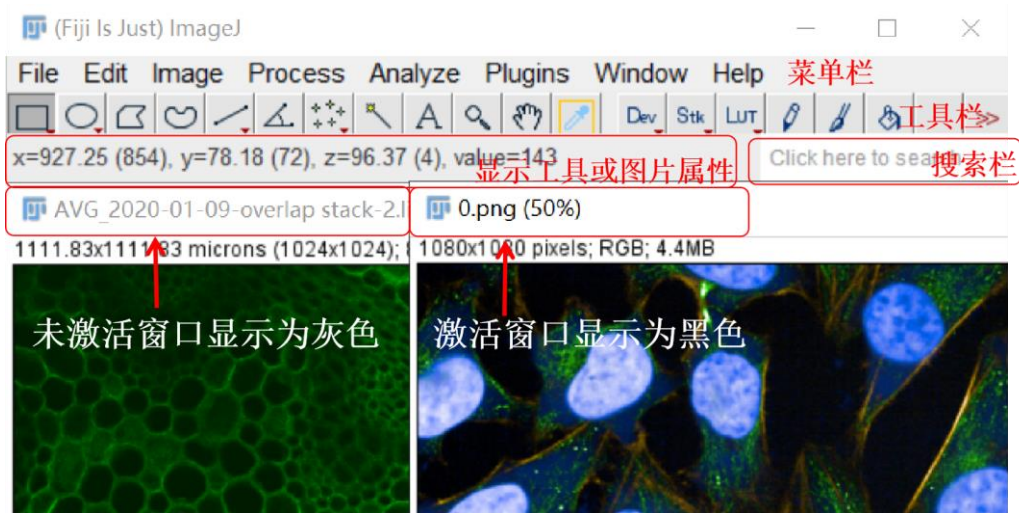 (Fiji Is Just) ImageJ
File Edit Image Process Analyze Plugins Window Help 菜单栏
A Dev Stk LUT 工具栏 >>
x=927.25 (854), y=78.18 (72), z=96.37 (4), value=143
显示工具或图片属性
Click here to sea
搜索栏
AVG_2020-01-09-overlap stack-2.l
0.png (50%)
1111.83x1111.83 microns (1024x1024);
1080x1080 pixels; RGB; 4.4MB
未激活窗口显示为灰色
激活窗口显示为黑色